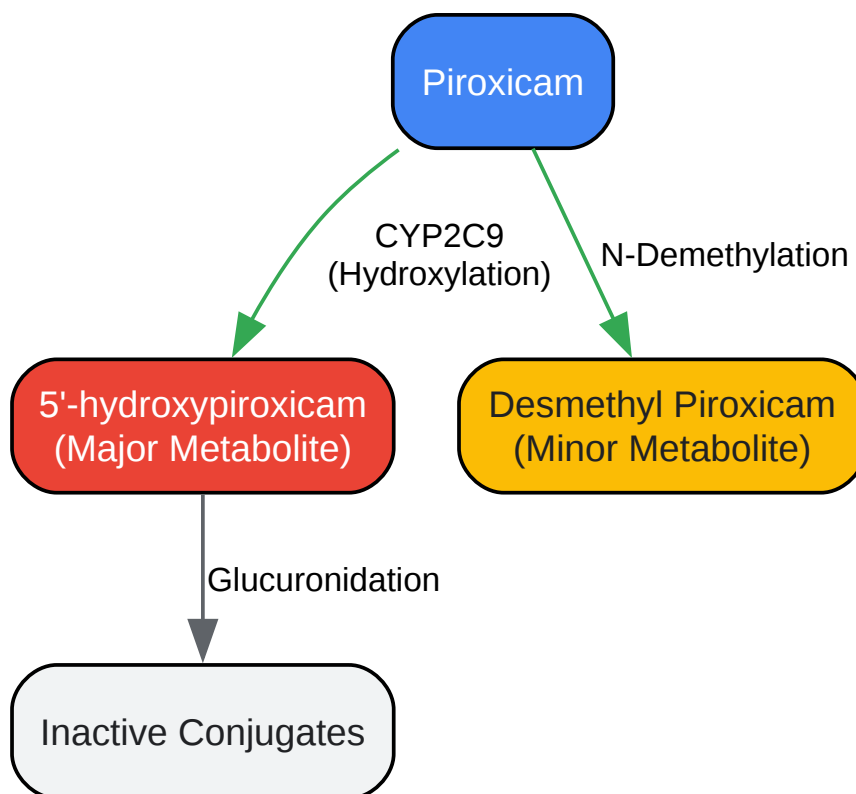 Piroxicam
CYP2C9
(Hydroxylation)
N-Demethylation
5'-hydroxypiroxicam
(Major Metabolite)
Desmethyl Piroxicam
(Minor Metabolite)
Glucuronidation
Inactive Conjugates